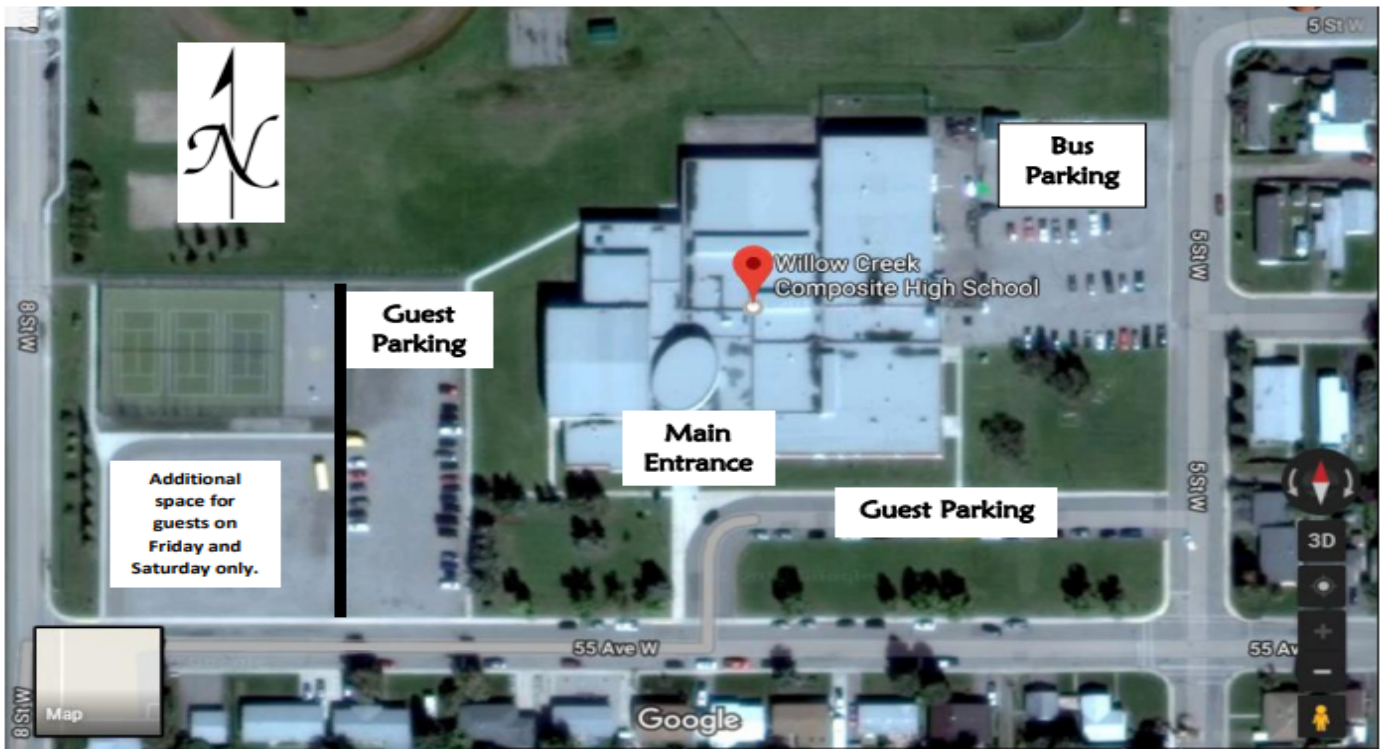 5 St W
N
Bus
Parking
5 St W
Willow Creek
Composite High School
8 St W
Guest
Parking
Main
Entrance
5 St W
Additional
space for
guests on
Friday and
Saturday only.
Guest Parking
3D
55 Ave W
55 Av
8 St W
Map
Google